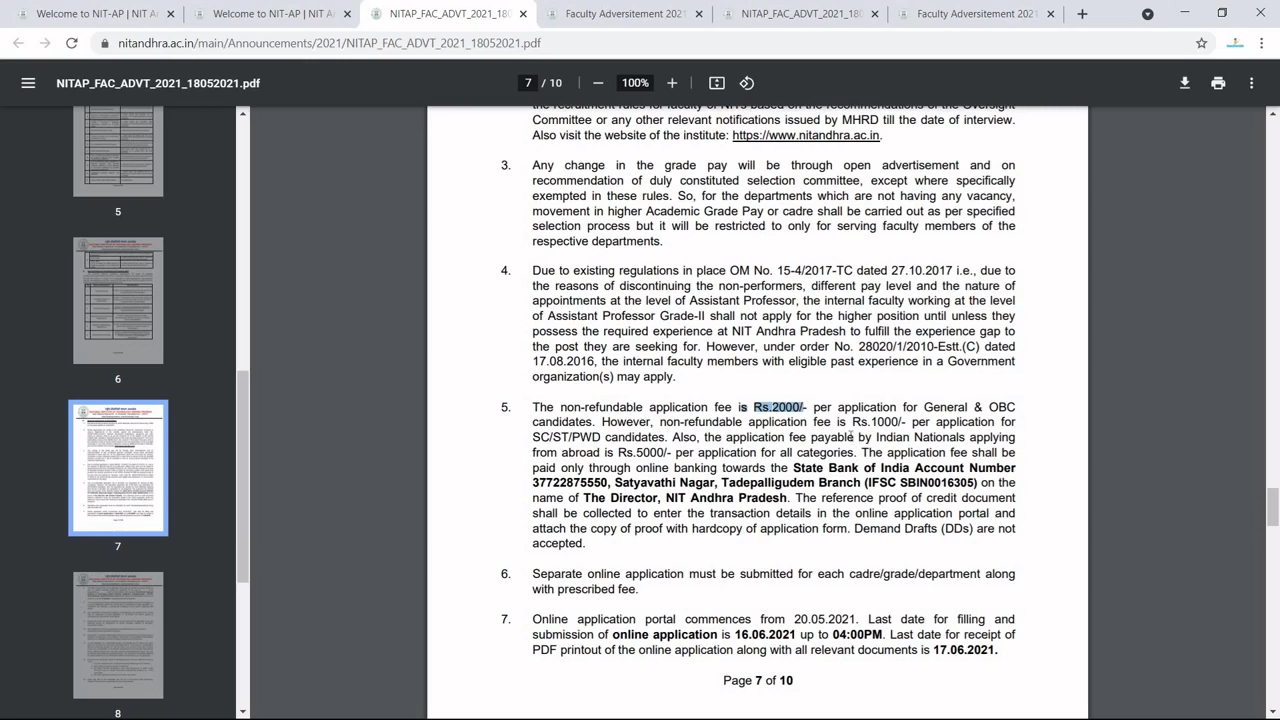 Welcome to NIT-AP | NIT A
Welcome to NIT-AP | NIT A
NITAP_FAC_ADVT_2021_180
Faculty Adversitement 2021
NITAP_FAC_ADVT_2021_180
Faculty Adversitement 2021
nitandhra.ac.in/main/Announcements/2021/NITAP_FAC_ADVT_2021_18052021.pdf
NITAP_FAC_ADVT_2021_18052021.pdf
7 / 10
100%
5
6
7
8
Committee or any other relevant notifications issued by MHRD till the date of interview.
Also visit the website of the institute: https://www.nitandhra.ac.in.
3. Any change in the grade pay will be through open advertisement and on
recommendation of duly constituted selection committee, except where specifically
exempted in these rules. So, for the departments which are not having any vacancy,
movement in higher Academic Grade Pay or cadre shall be carried out as per specified
selection process but it will be restricted to only for serving faculty members of the
respective departments.
4. Due to existing regulations in place OM No. 15-4/2017-TC dated 27.10.2017 i.e., due to
the reasons of discontinuing the non-performers, different pay level and the nature of
appointments at the level of Assistant Professor, the internal faculty working at the level
of Assistant Professor Grade-II shall not apply for the higher position until unless they
possess the required experience at NIT Andhra Pradesh to fulfill the experience gap to
the post they are seeking for. However, under order No. 28020/1/2010-Estt.(C) dated
17.08.2016, the internal faculty members with eligible past experience in a Government
organization(s) may apply.
5. The non-refundable application fee is Rs.2000/- per application for General & OBC
candidates. However, non-refundable application fee is Rs.1000/- per application for
SC/ST/PWD candidates. Also, the application fee payable by Indian Nationals applying
from abroad is Rs.5000/- per application for all categories. The application fee shall be
paid only through online banking towards the State Bank of India Account Number
37722875550, Satyavathi Nagar, Tadepalligudem Branch (IFSC SBIN0016305) on the
name of The Director, NIT Andhra Pradesh. The reference proof of credit document
shall be collected to enter the transaction details in the online application portal and
attach the copy of proof with hardcopy of application form. Demand Drafts (DDs) are not
accepted.
6. Separate online application must be submitted for each cadre/grade/department along
with prescribed fee.
7. Online application portal commences from 20.05.2021. Last date for filling and
submission of online application is 10.06.2021 till 05:00PM. Last date for receipt of
PDF printout of the online application along with all relevant documents is 17.06.2021.
Page 7 of 10